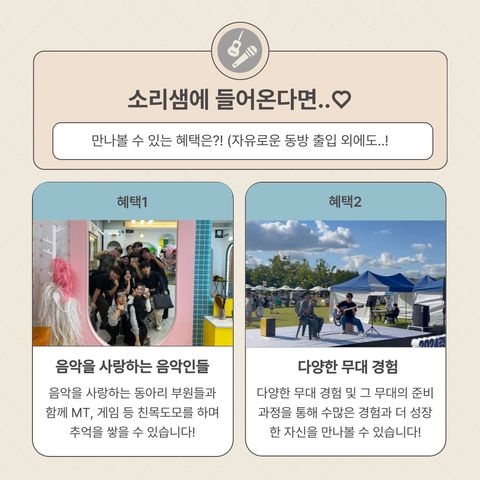 소리샘에 들어온다면..♡
만나볼 수 있는 혜택은?! (자유로운 동방 출입 외에도..!
혜택1
음악을 사랑하는 음악인들
음악을 사랑하는 동아리 부원들과
함께 MT, 게임 등 친목도모를 하며
추억을 쌓을 수 있습니다!
혜택2
다양한 무대 경험
다양한 무대 경험 및 그 무대의 준비
과정을 통해 수많은 경험과 더 성장
한 자신을 만나볼 수 있습니다!